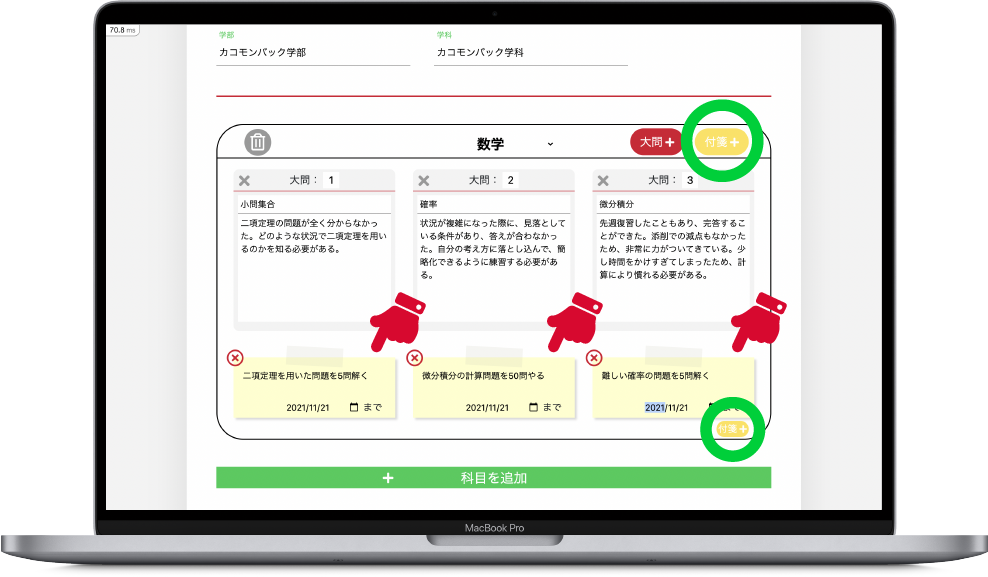 70.8 ms
学部
学科
カコモンバック学部
カコモンバック学科
数学
大問
付箋
大問： 1
大問： 2
大問： 3
小問集合
二項定理の問題が全く分からなかっ
た。どのような状況で二項定理を用い
るのかを知る必要がある。
確率
状況が複雑になった際に、見落として
いる条件があり、答えが合わなかっ
た。自分の考え方に落とし込んで、簡
略化できるように練習する必要があ
る。
微分積分
先週復習したこともあり、完答するこ
とができた。添削での減点もなかった
ため、非常に力がついてきている。少
し時間をかけすぎてしまったため、計
算により慣れる必要がある。
二項定理を用いた問題を5問解く
2021/11/21 まで
微分積分の計算問題を50問やる
2021/11/21 まで
難しい確率の問題を5問解く
2021/11/21 まで
付箋
科目を追加
MacBook Pro